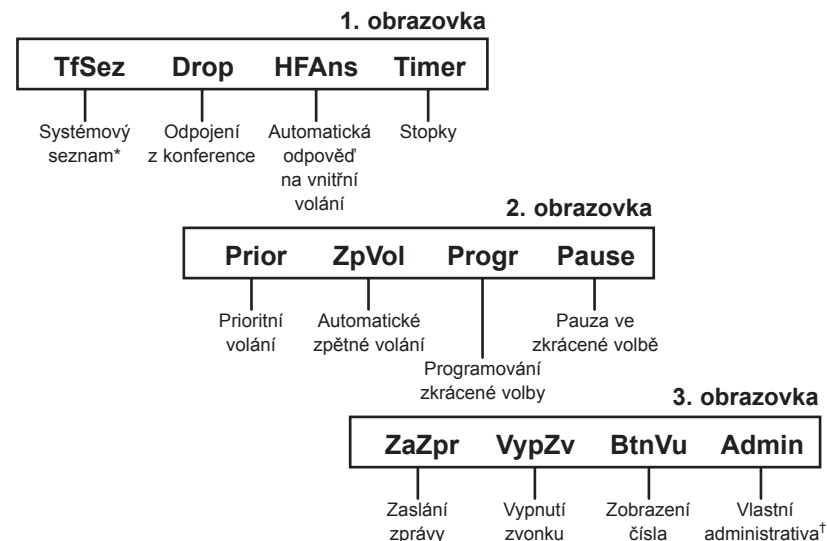 1. obrazovka
TfSez Drop HFAns Timer
Systémový seznam*
Odpojení z konference
Automatická odpověď na vnitřní volání
Stopky
2. obrazovka
Prior ZpVol Progr Pause
Prioritní volání
Automatické zpětné volání
Programování zkrácené volby
Pauza ve zkrácené volbě
3. obrazovka
ZaZpr VypZv BtnVu Admin
Zaslání zprávy
Vypnutí zvonku
Zobrazení čísla
Vlastní administrativa†